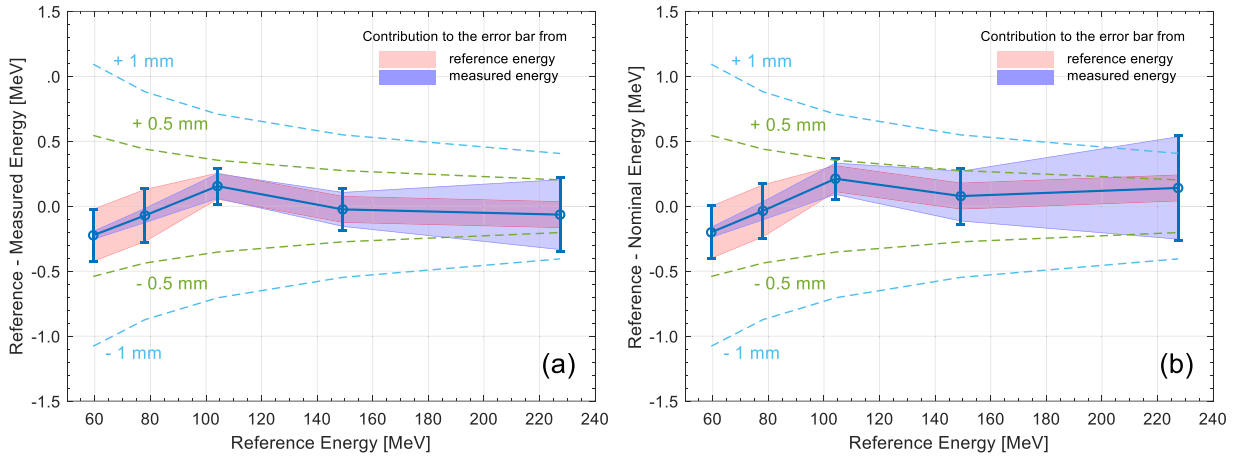 1.5
.0
0.5
0.0
-0.5
-1.0
-1.5
Reference - Measured Energy [MeV]
Contribution to the error bar from
reference energy
measured energy
+ 1 mm
+ 0.5 mm
- 0.5 mm
- 1 mm
(a)
60 80 100 120 140 160 180 200 220 240
Reference Energy [MeV]
1.5
.0
0.5
0.0
-0.5
-1.0
-1.5
Reference - Nominal Energy [MeV]
Contribution to the error bar from
reference energy
measured energy
+ 1 mm
+ 0.5 mm
- 0.5 mm
- 1 mm
(b)
60 80 100 120 140 160 180 200 220 240
Reference Energy [MeV]